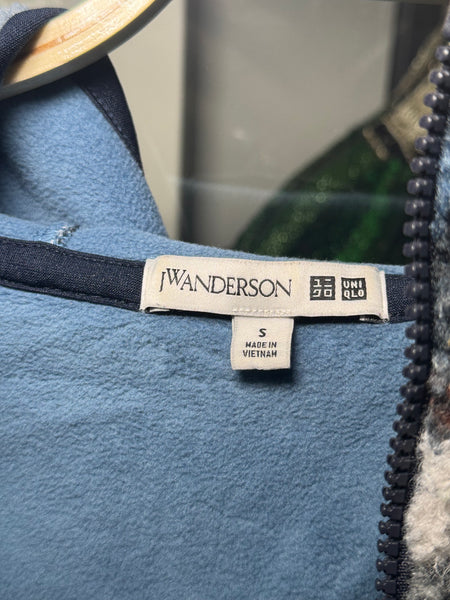 JWANDERSON
ユニ
クロ
UNI
QLO
S
MADE IN
VIETNAM